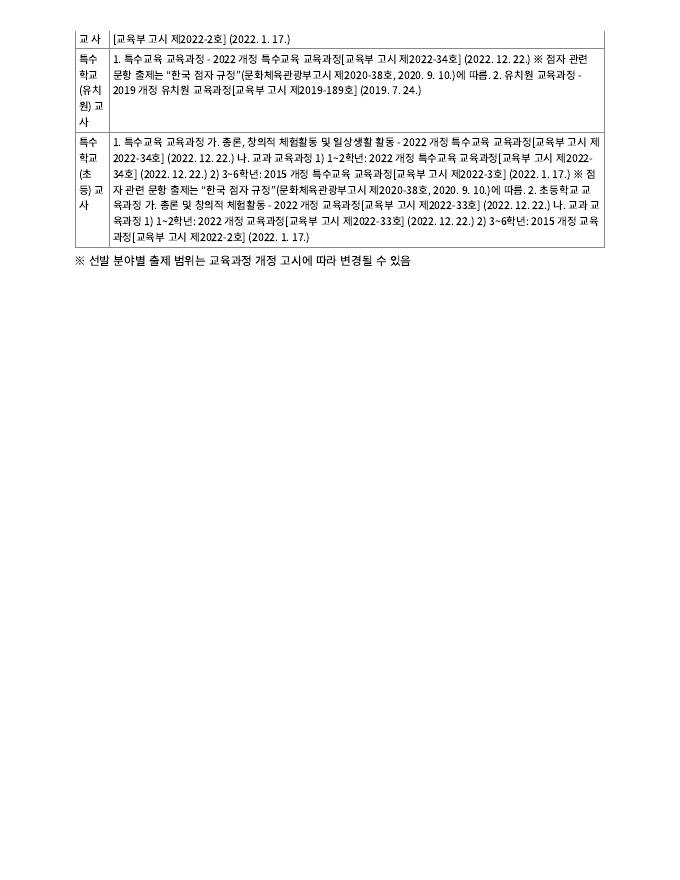 교 사 [교육부 고시 제2022-2호] (2022. 1. 17.)
특수
학교
(유치
원) 교
사
1. 특수교육 교육과정 - 2022 개정 특수교육 교육과정[교육부 고시 제2022-34호] (2022. 12. 22.) ※ 점자 관련
문항 출제는 “한국 점자 규정”(문화체육관광부고시 제2020-38호, 2020. 9. 10.)에 따름. 2. 유치원 교육과정 -
2019 개정 유치원 교육과정[교육부 고시 제2019-189호] (2019. 7. 24.)
특수
학교
(초
등) 교
사
1. 특수교육 교육과정 가. 총론, 창의적 체험활동 및 일상생활 활동 - 2022 개정 특수교육 교육과정[교육부 고시 제
2022-34호] (2022. 12. 22.) 나. 교과 교육과정 1) 1~2학년: 2022 개정 특수교육 교육과정[교육부 고시 제2022-
34호] (2022. 12. 22.) 2) 3~6학년: 2015 개정 특수교육 교육과정[교육부 고시 제2022-3호] (2022. 1. 17.) ※ 점
자 관련 문항 출제는 “한국 점자 규정”(문화체육관광부고시 제2020-38호, 2020. 9. 10.)에 따름. 2. 초등학교 교
육과정 가. 총론 및 창의적 체험활동 - 2022 개정 교육과정[교육부 고시 제2022-33호] (2022. 12. 22.) 나. 교과 교
육과정 1) 1~2학년: 2022 개정 교육과정[교육부 고시 제2022-33호] (2022. 12. 22.) 2) 3~6학년: 2015 개정 교육
과정[교육부 고시 제2022-2호] (2022. 1. 17.)
※ 선발 분야별 출제 범위는 교육과정 개정 고시에 따라 변경될 수 있음